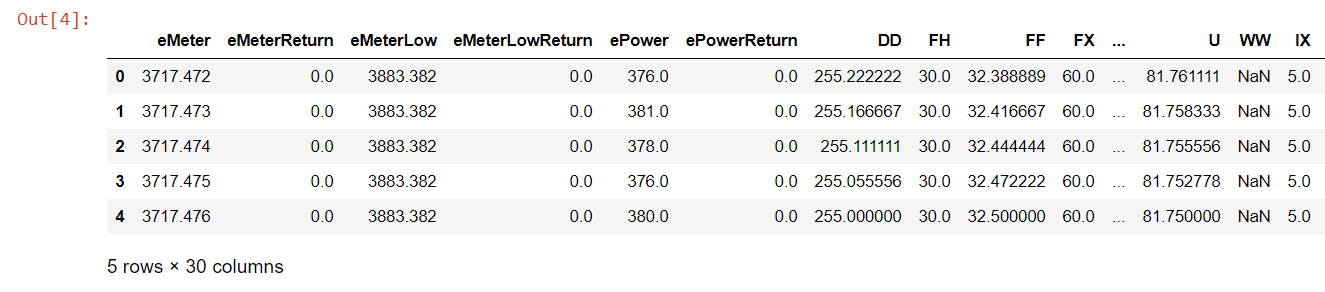 Out[4]:
eMeter eMeterReturn eMeterLow eMeterLowReturn ePower ePowerReturn DD FH FF FX ... U WW IX
0 3717.472 0.0 3883.382 0.0 376.0 0.0 255.222222 30.0 32.388889 60.0 ... 81.761111 NaN 5.0
1 3717.473 0.0 3883.382 0.0 381.0 0.0 255.166667 30.0 32.416667 60.0 ... 81.758333 NaN 5.0
2 3717.474 0.0 3883.382 0.0 378.0 0.0 255.111111 30.0 32.444444 60.0 ... 81.755556 NaN 5.0
3 3717.475 0.0 3883.382 0.0 376.0 0.0 255.055556 30.0 32.472222 60.0 ... 81.752778 NaN 5.0
4 3717.476 0.0 3883.382 0.0 380.0 0.0 255.000000 30.0 32.500000 60.0 ... 81.750000 NaN 5.0
5 rows × 30 columns